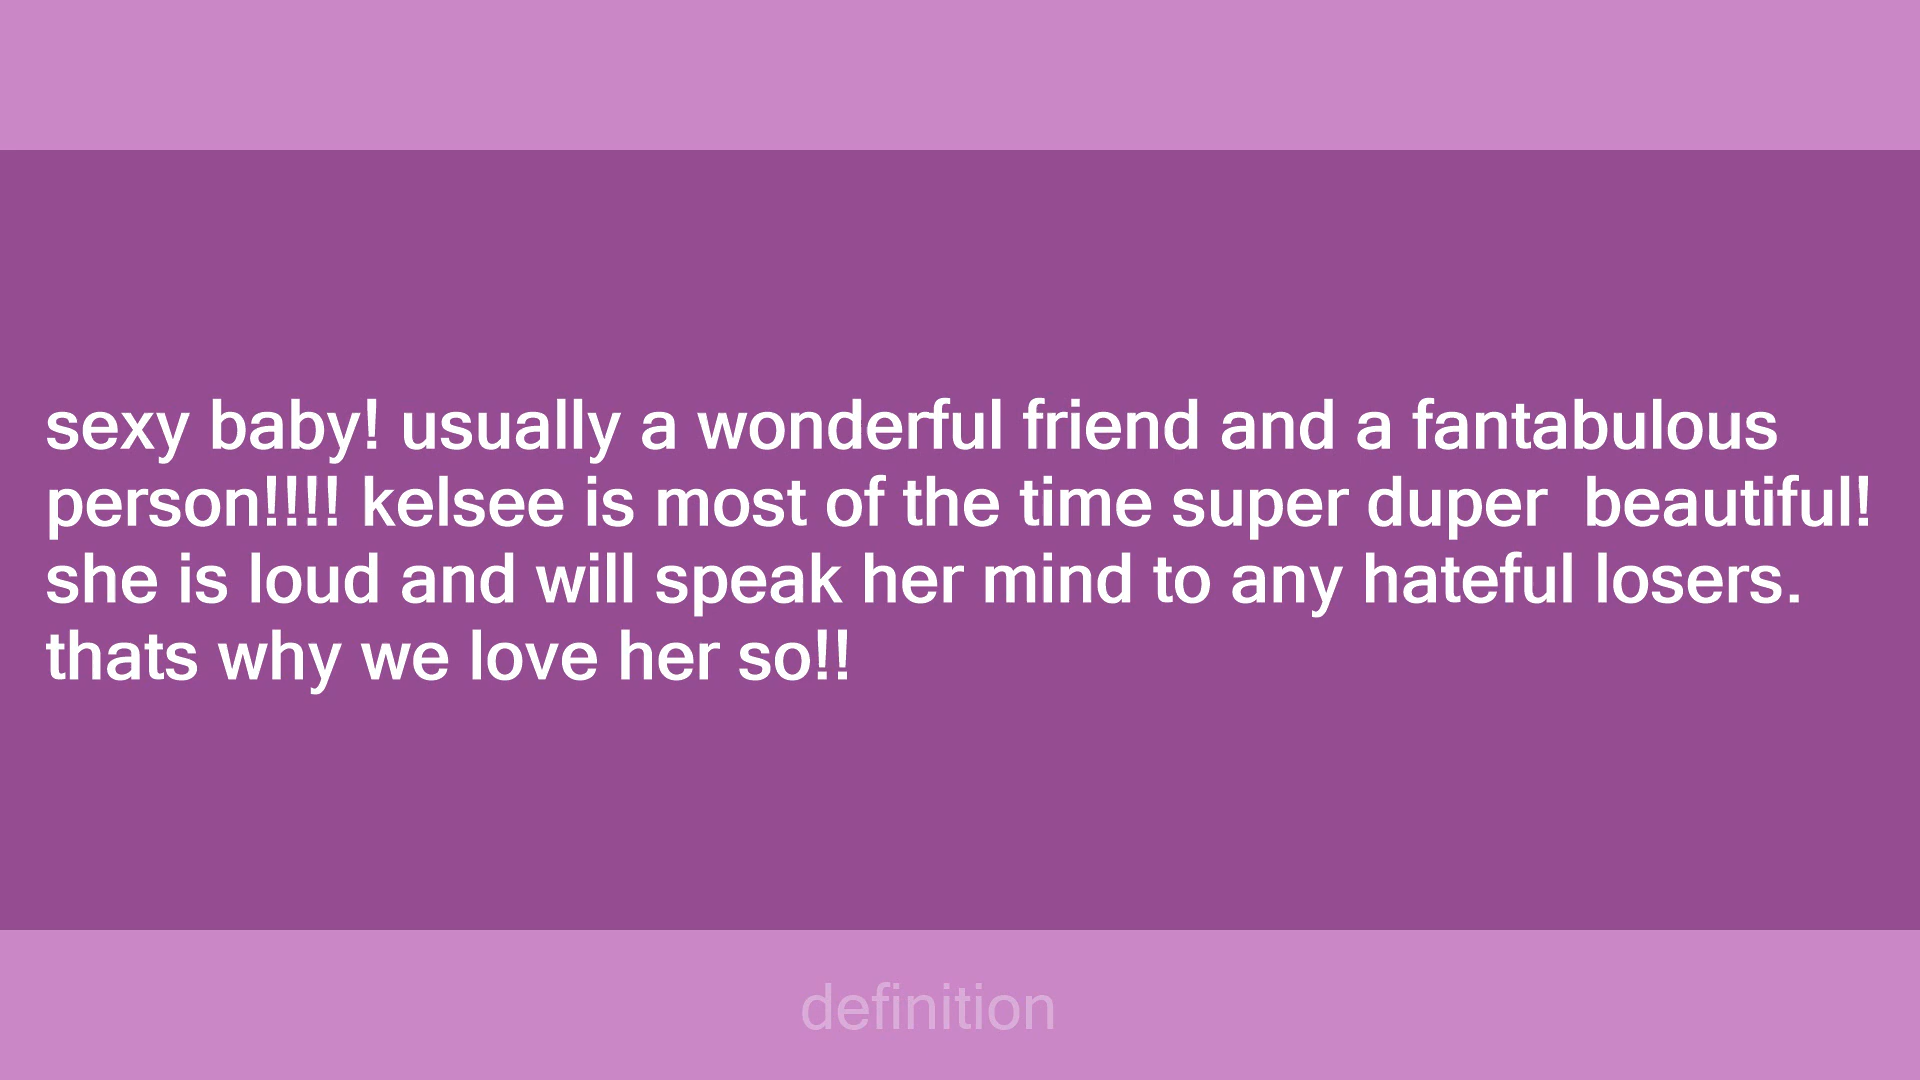 sexy baby! usually a wonderful friend and a fantabulous
person!!!! kelsee is most of the time super duper  beautiful!
she is loud and will speak her mind to any hateful losers.
thats why we love her so!!
definition